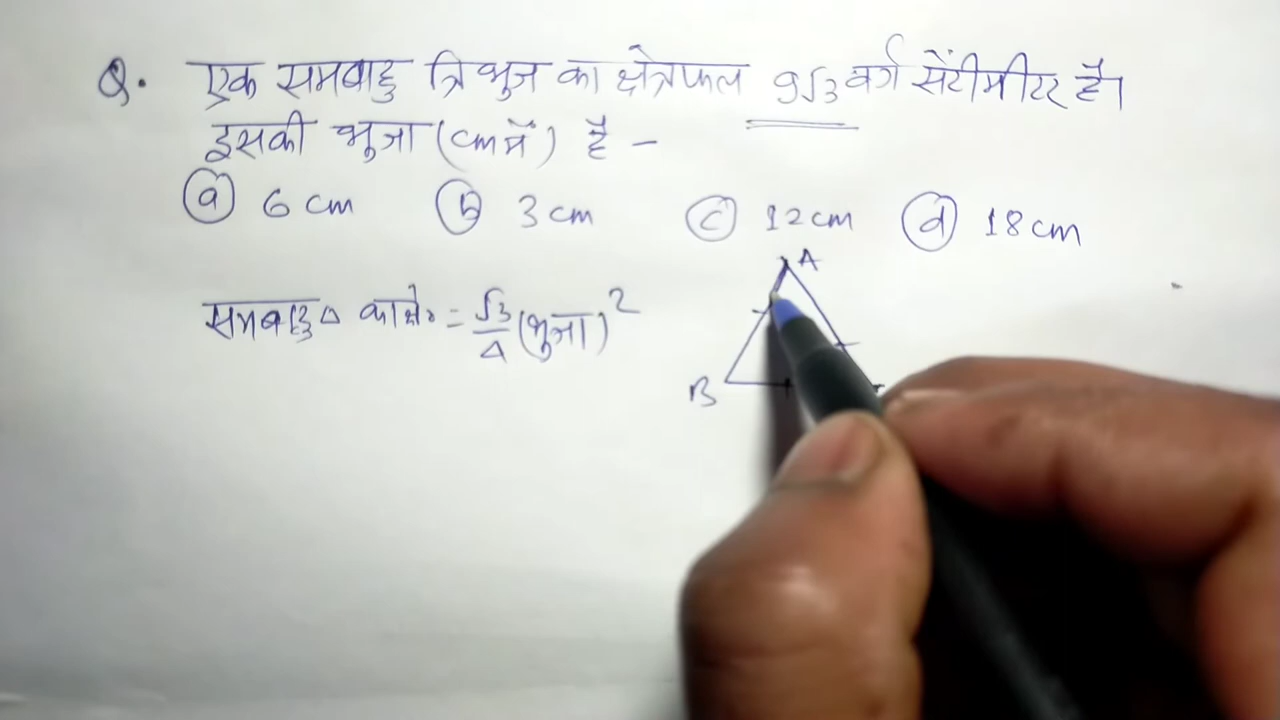 Q. एक समबाहु त्रिभुज का क्षेत्रफल 9√3 वर्ग सेंटीमीटर है।
इसकी भुजा (cm में) है -
(a) 6 cm (b) 3 cm (c) 12 cm (d) 18 cm
समबाहु Δ का क्षे० = √3/4 (भुजा)²
A
B